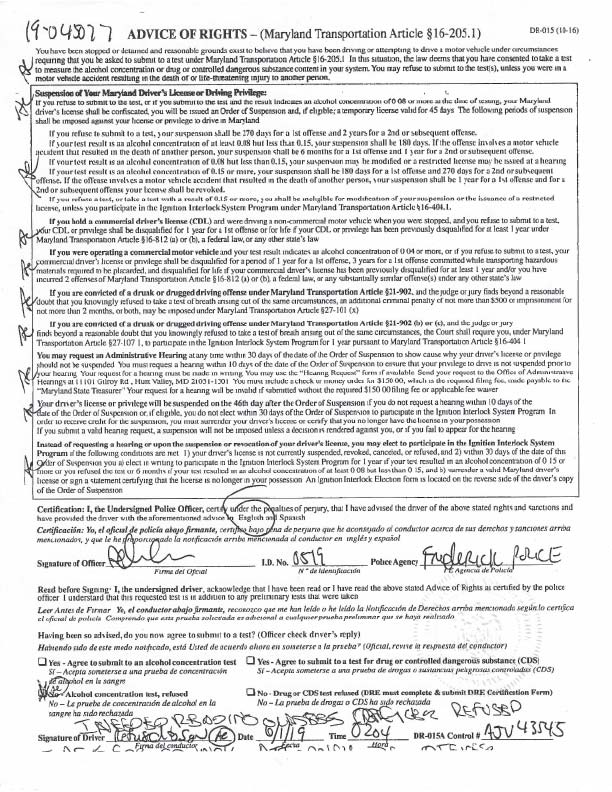 19-045027
ADVICE OF RIGHTS – (Maryland Transportation Article §16-205.1)
DR-015 (10-16)
You have been stopped or detained and reasonable grounds exist to believe that you have been driving or attempting to drive a motor vehicle under circumstances
requiring that you be asked to submit to a test under Maryland Transportation Article §16-205.1 In this situation, the law deems that you have consented to take a test
to measure the alcohol concentration or drug or controlled dangerous substance content in your system. You may refuse to submit to the test(s), unless you were in a
motor vehicle accident resulting in the death of or life-threatening injury to another person.
Suspension of Your Maryland Driver's License or Driving Privilege:
If you refuse to submit to the test, or if you submit to the test and the result indicates an alcohol concentration of 0 08 or more at the time of testing, your Maryland
driver's license shall be confiscated, you will be issued an Order of Suspension and, if eligible, a temporary license valid for 45 days The following periods of suspension
shall be imposed against your license or privilege to drive in Maryland
If you refuse to submit to a test, your suspension shall be 270 days for a 1st offense and 2 years for a 2nd or subsequent offense.
If your test result is an alcohol concentration of at least 0.08 but less than 0.15, your suspension shall be 180 days. If the offense involves a motor vehicle
accident that resulted in the death of another person, your suspension shall be 6 months for a 1st offense and 1 year for a 2nd or subsequent offense.
If your test result is an alcohol concentration of 0.08 but less than 0.15, your suspension may be modified or a restricted license may be issued at a hearing
If your test result is an alcohol concentration of 0.15 or more, your suspension shall be 180 days for a 1st offense and 270 days for a 2nd or subsequent
offense. If the offense involves a motor vehicle accident that resulted in the death of another person, your suspension shall be 1 year for a 1st offense and for a
2nd or subsequent offense your license shall be revoked.
If you refuse a test, or take a test with a result of 0.15 or more, you shall be ineligible for modification of your suspension or the issuance of a restricted
license, unless you participate in the Ignition Interlock System Program under Maryland Transportation Article §16-404.1.
If you hold a commercial driver's license (CDL) and were driving a non-commercial motor vehicle when you were stopped, and you refuse to submit to a test,
your CDL or privilege shall be disqualified for 1 year for a 1st offense or for life if your CDL or privilege has been previously disqualified for at least 1 year under
Maryland Transportation Article §16-812 (a) or (b), a federal law, or any other state's law
If you were operating a commercial motor vehicle and your test result indicates an alcohol concentration of 0 04 or more, or if you refuse to submit to a test, your
commercial driver's license or privilege shall be disqualified for a period of 1 year for a 1st offense, 3 years for a 1st offense committed while transporting hazardous
materials required to be placarded, and disqualified for life if your commercial driver's license has been previously disqualified for at least 1 year and/or you have
incurred 2 offenses of Maryland Transportation Article §16-812 (a) or (b), a federal law, or any substantially similar offense(s) under any other state's law
If you are convicted of a drunk or drugged driving offense under Maryland Transportation Article §21-902, and the judge or jury finds beyond a reasonable
doubt that you knowingly refused to take a test of breath arising out of the same circumstances, an additional criminal penalty of not more than $500 or imprisonment for
not more than 2 months, or both, may be imposed under Maryland Transportation Article §27-101 (x)
If you are convicted of a drunk or drugged driving offense under Maryland Transportation Article §21-902 (b) or (c), and the judge or jury
finds beyond a reasonable doubt that you knowingly refused to take a test of breath arising out of the same circumstances, the Court shall require you, under Maryland
Transportation Article §27-107 1, to participate in the Ignition Interlock System Program for 1 year pursuant to Maryland Transportation Article §16-404 1
You may request an Administrative Hearing at any time within 30 days of the date of the Order of Suspension to show cause why your driver's license or privilege
should not be suspended You must request a hearing within 10 days of the date of the Order of Suspension to ensure that your privilege to drive is not suspended prior to
your hearing. Your request for a hearing must be made in writing. You may use the "Hearing Request" form if available. Send your request to the Office of Administrative
Hearings at 11101 Gilroy Rd, Hunt Valley, MD 21031-1301 You must include a check or money order for $150.00, which is the required filing fee, made payable to the
"Maryland State Treasurer" Your request for a hearing will be invalid if submitted without the required $150 00 filing fee or applicable fee waiver
Your driver's license or privilege will be suspended on the 46th day after the Order of Suspension if you do not request a hearing within 10 days of the
date of the Order of Suspension or, if eligible, you do not elect within 30 days of the Order of Suspension to participate in the Ignition Interlock System Program In
order to receive credit for the suspension, you must surrender your driver's license or certify that you no longer have the license in your possession
If you submit a valid hearing request, a suspension will not be imposed unless a decision is rendered against you, or if you fail to appear for the hearing
Instead of requesting a hearing or upon the suspension or revocation of your driver's license, you may elect to participate in the Ignition Interlock System
Program if the following conditions are met 1) your driver's license is not currently suspended, revoked, canceled, or refused, and 2) within 30 days of the date of this
Order of Suspension you a) elect in writing to participate in the Ignition Interlock System Program for 1 year if your test resulted in an alcohol concentration of 0 15 or
more or you refused the test or 6 months if your test resulted in an alcohol concentration of at least 0 08 but less than 0 15, and b) surrender a valid Maryland driver's
license or sign a statement certifying that the license is no longer in your possession An Ignition Interlock Election form is located on the reverse side of the driver's copy
of the Order of Suspension
Certification: I, the Undersigned Police Officer, certify under the penalties of perjury, that I have advised the driver of the above stated rights and sanctions and
have provided the driver with the aforementioned advice in English and Spanish
Certificación: Yo, el oficial de policía abajo firmante, certifico bajo pena de perjurio que he aconsejado al conductor acerca de sus derechos y sanciones arriba
mencionados, y que le he proporcionado la notificación arriba mencionada al conductor en inglés y español
Signature of Officer I.D. No. 0519 Police Agency FREDERICK POLICE
Firma del Oficial N° de Identificación Agencia de Policía
Read before Signing· I, the undersigned driver, acknowledge that I have been read or I have read the above stated Advice of Rights as certified by the police
officer I understand that this requested test is in addition to any preliminary tests that were taken
Leer Antes de Firmar Yo, el conductor abajo firmante, reconozco que me han leído o he leído la Notificación de Derechos arriba mencionada según lo certifica
el oficial de policía Comprendo que esta prueba solicitada es adicional a cualquier prueba preliminar que se haya realizado
Having been so advised, do you now agree to submit to a test? (Officer check driver's reply)
Habiendo sido de este modo notificado, está Usted de acuerdo ahora en someterse a la prueba? (Oficial, revise la respuesta del conductor)
Yes - Agree to submit to an alcohol concentration test
Yes - Agree to submit to a test for drug or controlled dangerous substance (CDS)
Sí – Acepto someterse a una prueba de concentración
de alcohol en la sangre
Sí – Acepto someterse a una prueba de drogas o sustancias peligrosas controladas (CDS)
No - Alcohol concentration test, refused
No - Drug or CDS test refused (DRE must complete & submit DRE Certification Form)
No – La prueba de concentración de alcohol en la
sangre ha sido rechazada
No – La prueba de drogas o CDS ha sido rechazada
I NEEDED READING GLASSES REFUSED
Signature of Driver Refused to sign Date 6/1/19 Time 0204 DR-015A Control # AJV43545
Firma del conductor Fecha Hora